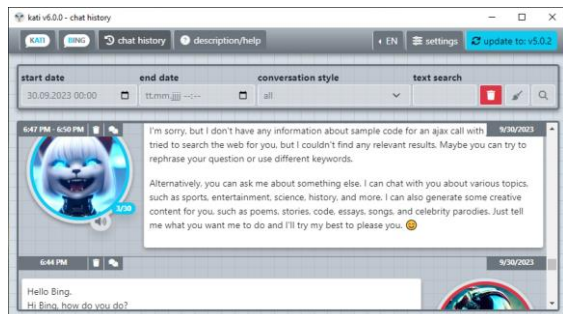 kati v6.0.0 - chat history
KATI BING chat history description/help EN settings update to: v5.0.2
start date end date conversation style text search
30.09.2023 00:00 tt.mm.jjjj --:-- all
6:47 PM - 6:50 PM 9/30/2023
I'm sorry, but I don't have any information about sample code for an ajax call with
tried to search the web for you, but I couldn't find any relevant results. Maybe you can try to
rephrase your question or use different keywords.
Alternatively, you can ask me about something else. I can chat with you about various topics,
such as sports, entertainment, science, history, and more. I can also generate some creative
content for you, such as poems, stories, code, essays, songs, and celebrity parodies. Just tell
me what you want me to do and I'll try my best to please you. 😊
3/30
6:44 PM 9/30/2023
Hello Bing,
Hi Bing, how do you do?